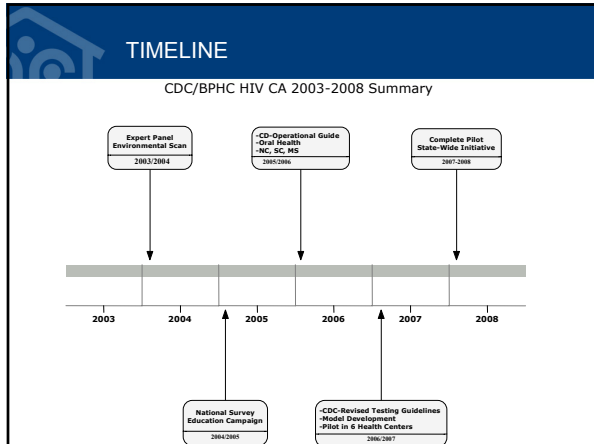 TIMELINE
CDC/BPHC HIV CA 2003-2008 Summary
Expert Panel
Environmental Scan
2003/2004
-CD-Operational Guide
-Oral Health
-NC, SC, MS
2005/2006
Complete Pilot
State-Wide Initiative
2007-2008
2003 2004 2005 2006 2007 2008
National Survey
Education Campaign
2004/2005
-CDC-Revised Testing Guidelines
-Model Development
-Pilot in 6 Health Centers
2006/2007